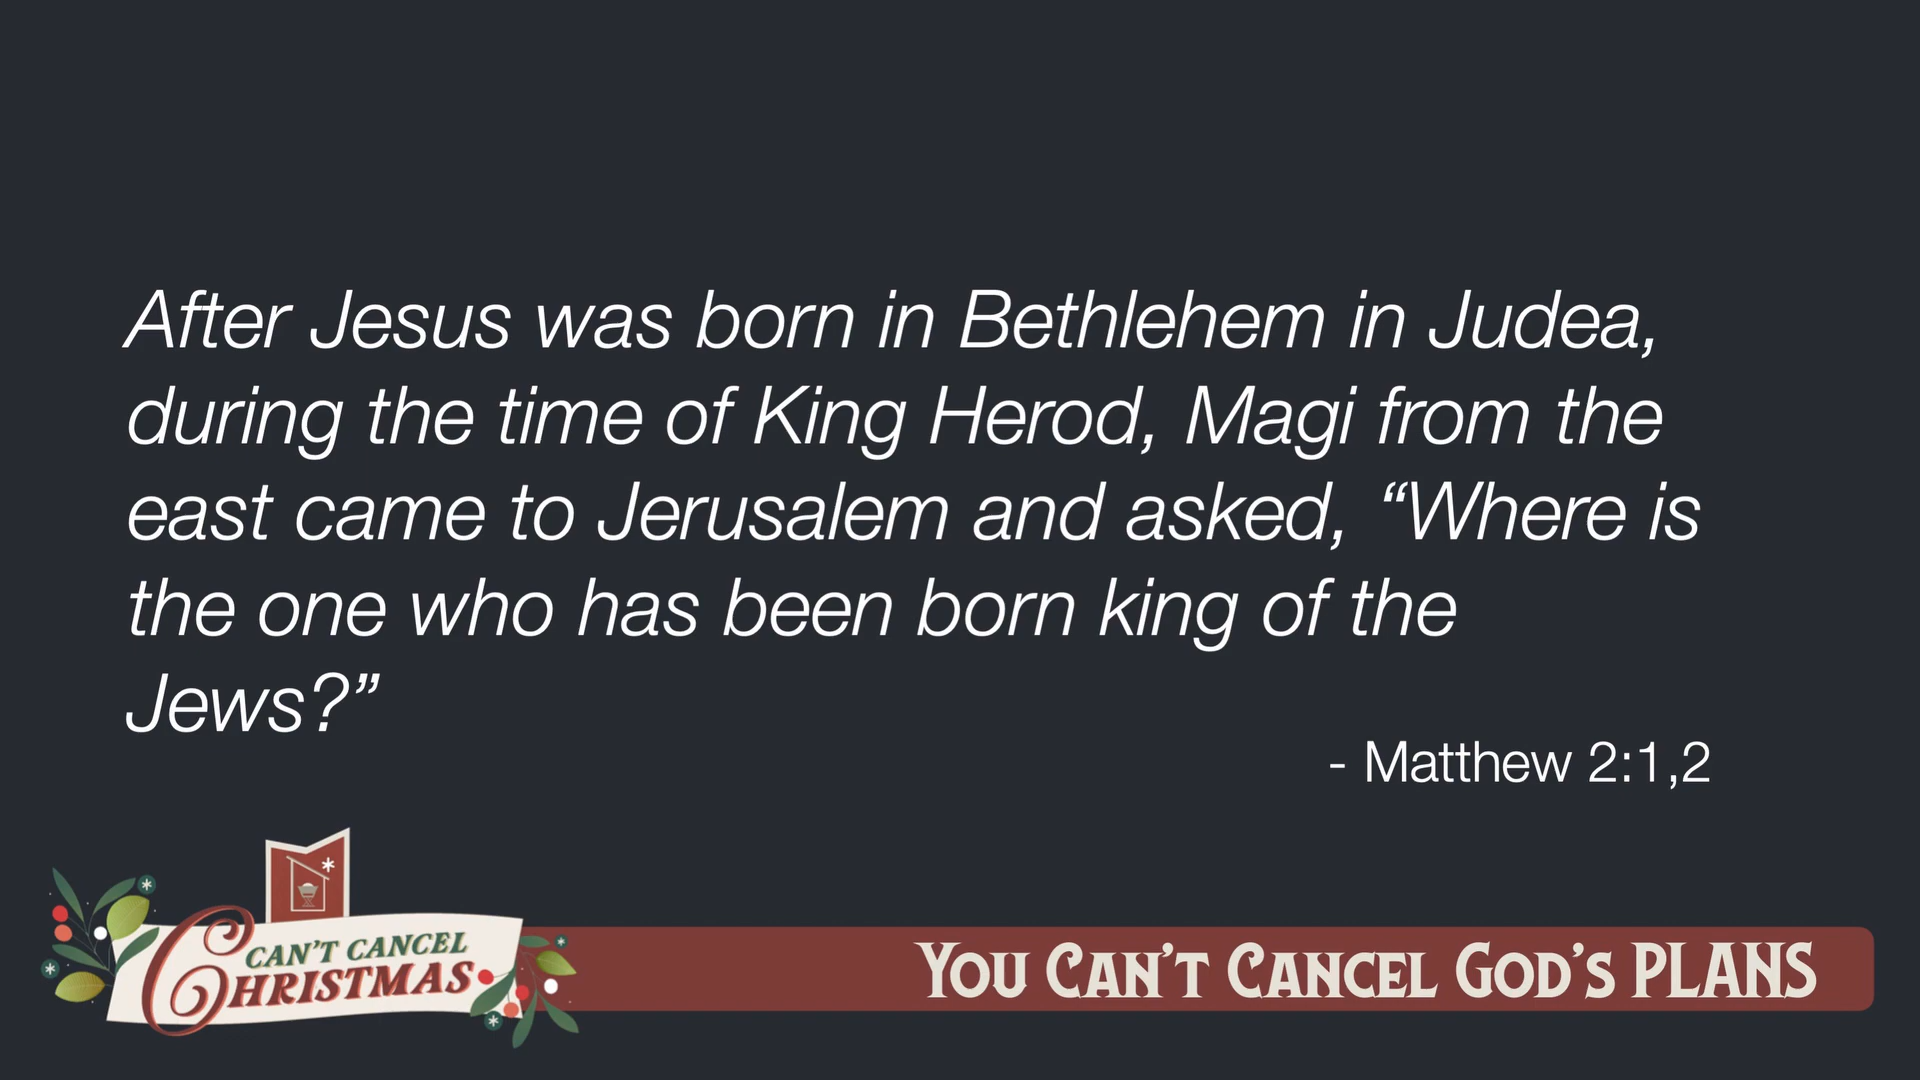 After Jesus was born in Bethlehem in Judea,
during the time of King Herod, Magi from the
east came to Jerusalem and asked, “Where is
the one who has been born king of the
Jews?”
- Matthew 2:1,2
CAN'T CANCEL
CHRISTMAS
YOU CAN'T CANCEL GOD'S PLANS